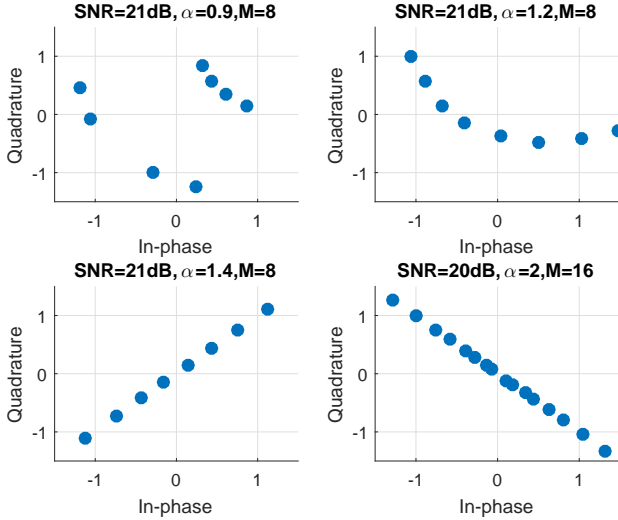 SNR=21dB, α=0.9,M=8
Quadrature
1
0
-1
-1
0
1
In-phase
SNR=21dB, α=1.2,M=8
Quadrature
1
0
-1
-1
0
1
In-phase
SNR=21dB, α=1.4,M=8
Quadrature
1
0
-1
-1
0
1
In-phase
SNR=20dB, α=2,M=16
Quadrature
1
0
-1
-1
0
1
In-phase